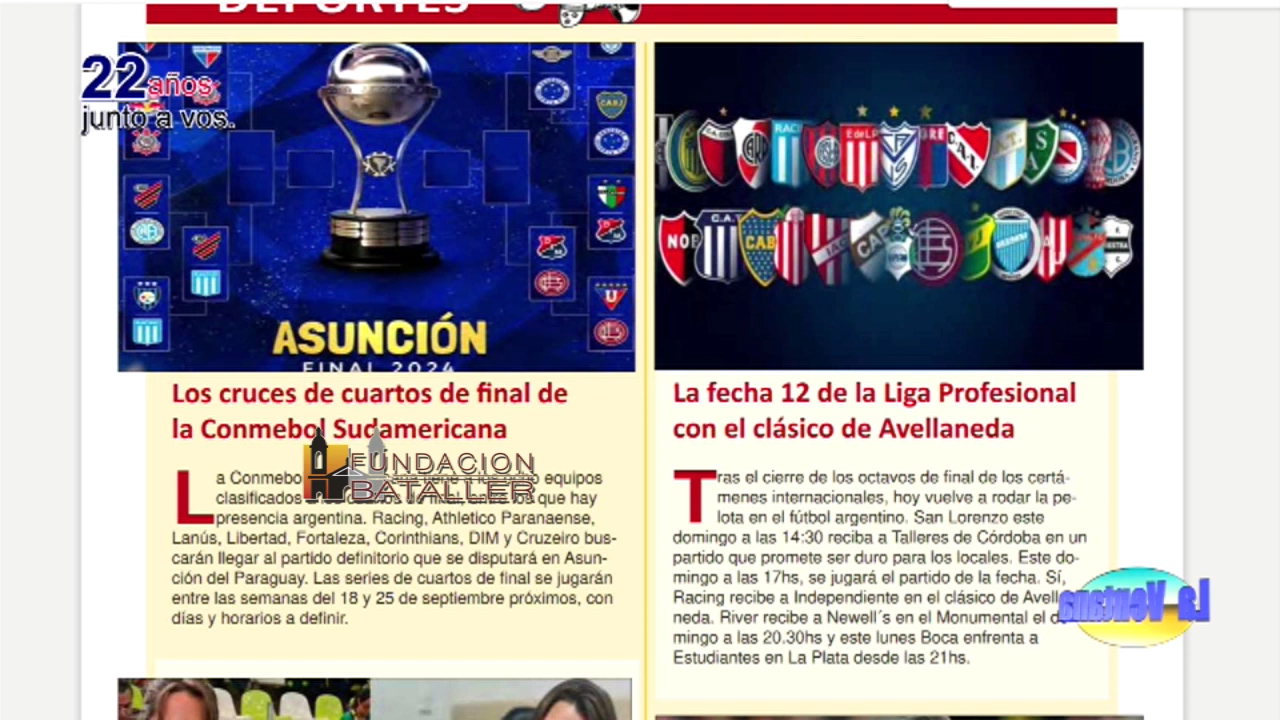 DEPORTES
22 años
junto a vos.
ASUNCIÓN
FINAL 2024
Los cruces de cuartos de final de
la Conmebol Sudamericana
FUNDACION
BATALLER
La Conmebo equipos
clasificados que hay
presencia argentina. Racing, Athletico Paranaense,
Lanús, Libertad, Fortaleza, Corinthians, DIM y Cruzeiro bus-
carán llegar al partido definitorio que se disputará en Asun-
ción del Paraguay. Las series de cuartos de final se jugarán
entre las semanas del 18 y 25 de septiembre próximos, con
días y horarios a definir.
La fecha 12 de la Liga Profesional
con el clásico de Avellaneda
Tras el cierre de los octavos de final de los certá-
menes internacionales, hoy vuelve a rodar la pe-
lota en el fútbol argentino. San Lorenzo este
domingo a las 14:30 reciba a Talleres de Córdoba en un
partido que promete ser duro para los locales. Este do-
mingo a las 17hs, se jugará el partido de la fecha. Sí,
Racing recibe a Independiente en el clásico de Avella-
neda. River recibe a Newell´s en el Monumental el do-
mingo a las 20.30hs y este lunes Boca enfrenta a
Estudiantes en La Plata desde las 21hs.
La Ventana